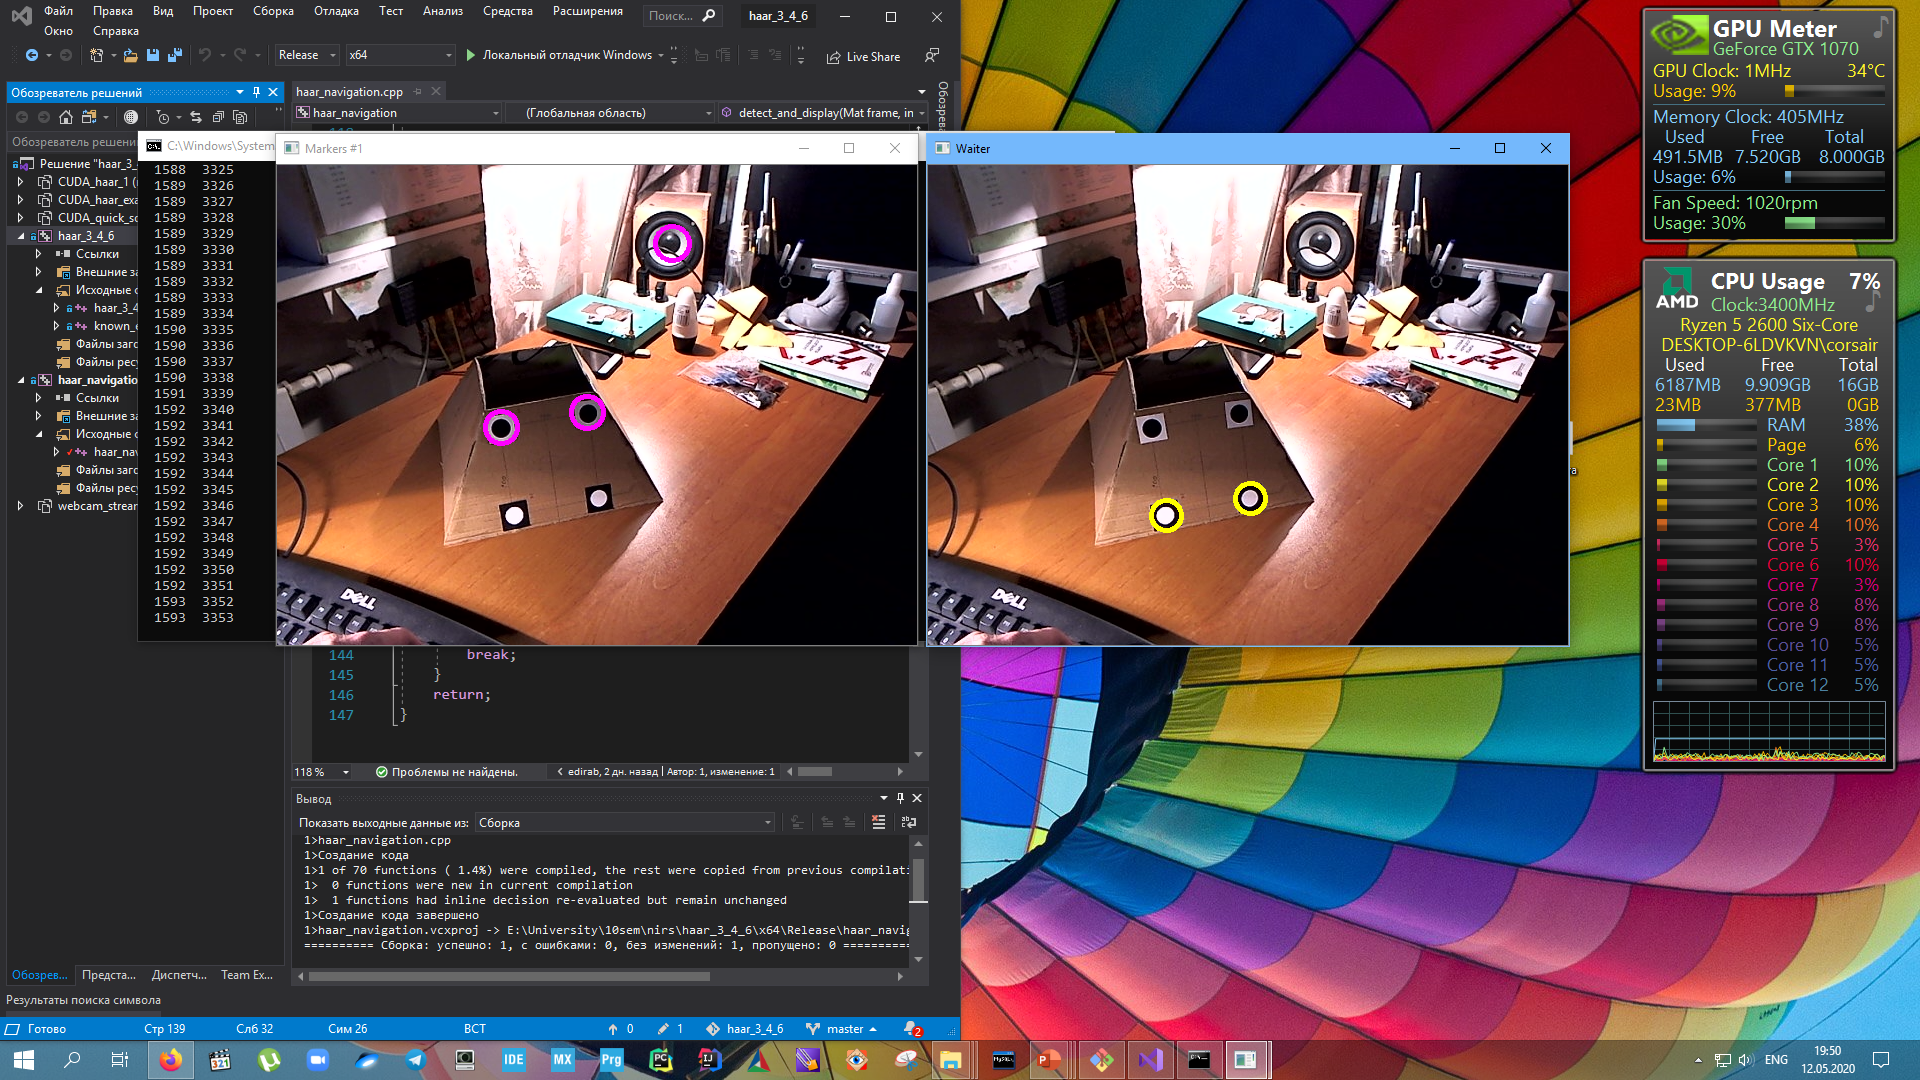 Файл Правка Вид Проект Сборка Отладка Тест Анализ Средства Расширения Поиск... haar_3_4_6
Окно Справка
Release x64 Локальный отладчик Windows Live Share
Обозреватель решений
haar_navigation.cpp
haar_navigation (Глобальная область) detect_and_display(Mat frame, in
Обозреватель решени
Решение "haar_3_
CUDA_haar_1 (
CUDA_haar_exa
CUDA_quick_sc
haar_3_4_6
Ссылки
Внешние за
Исходные с
haar_3_4
known_e
Файлы заго
Файлы ресу
haar_navigatio
Ссылки
Внешние за
Исходные с
haar_nav
Файлы заго
Файлы ресу
webcam_strean
C:\Windows\System
1588 3325
1589 3326
1589 3327
1589 3328
1589 3329
1589 3330
1589 3331
1589 3332
1589 3333
1589 3334
1590 3335
1590 3336
1590 3337
1590 3338
1591 3339
1592 3340
1592 3341
1592 3342
1592 3343
1592 3344
1592 3345
1592 3346
1592 3347
1592 3348
1592 3349
1592 3350
1592 3351
1593 3352
1593 3353
Markers #1
DELL
Waiter
DELL
144 break;
145 }
146 return;
147 }
118 % Проблемы не найдены. edirab, 2 дн. назад | Автор: 1, изменение: 1
Вывод
Показать выходные данные из: Сборка
1>haar_navigation.cpp
1>Создание кода
1>1 of 70 functions ( 1.4%) were compiled, the rest were copied from previous compilati
1> 0 functions were new in current compilation
1> 1 functions had inline decision re-evaluated but remain unchanged
1>Создание кода завершено
1>haar_navigation.vcxproj -> E:\University\10sem\nirs\haar_3_4_6\x64\Release\haar_navig
========== Сборка: успешно: 1, с ошибками: 0, без изменений: 1, пропущено: 0 ==========
Обозрев... Предста... Диспетч... Team Ex...
Результаты поиска символа
Готово Стр 139 Слб 32 Сим 26 ВСТ 0 1 haar_3_4_6 master 2
GPU Meter
GeForce GTX 1070
GPU Clock: 1MHz 34°C
Usage: 9%
Memory Clock: 405MHz
Used Free Total
491.5MB 7.520GB 8.000GB
Usage: 6%
Fan Speed: 1020rpm
Usage: 30%
AMD CPU Usage 7%
Clock:3400MHz
Ryzen 5 2600 Six-Core
DESKTOP-6LDVKVN\corsair
Used Free Total
6187MB 9.909GB 16GB
23MB 377MB 0GB
RAM 38%
Page 6%
Core 1 10%
Core 2 10%
Core 3 10%
Core 4 10%
Core 5 3%
Core 6 10%
Core 7 3%
Core 8 8%
Core 9 8%
Core 10 5%
Core 11 5%
Core 12 5%
321 IDE MX Prg PC IJ MySQL P ENG 19:50
12.05.2020